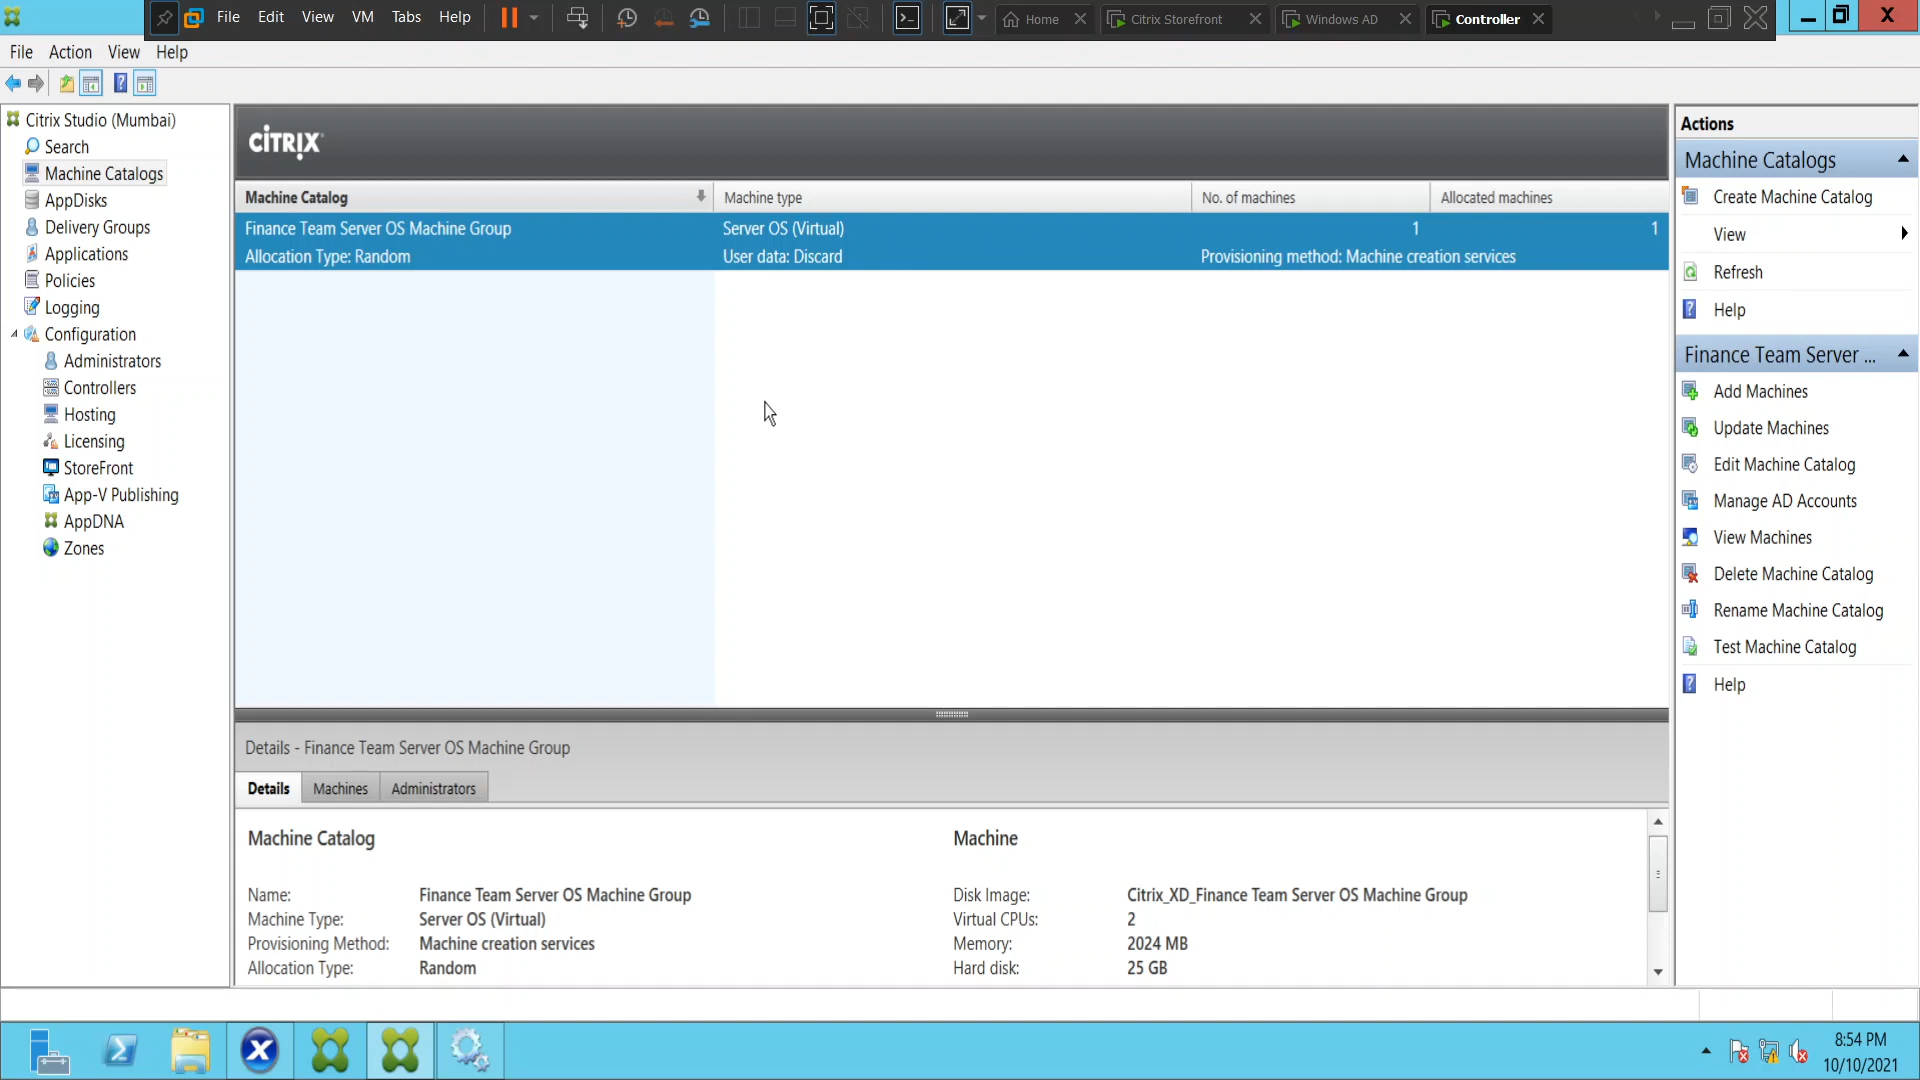 File Edit View VM Tabs Help
Home
Citrix Storefront
Windows AD
Controller
File Action View Help
Citrix Studio (Mumbai)
Search
Machine Catalogs
AppDisks
Delivery Groups
Applications
Policies
Logging
Configuration
Administrators
Controllers
Hosting
Licensing
StoreFront
App-V Publishing
AppDNA
Zones
CITRIX
Machine Catalog Machine type No. of machines Allocated machines
Finance Team Server OS Machine Group Server OS (Virtual) 1 1
Allocation Type: Random User data: Discard Provisioning method: Machine creation services
Details - Finance Team Server OS Machine Group
Details Machines Administrators
Machine Catalog
Name: Finance Team Server OS Machine Group
Machine Type: Server OS (Virtual)
Provisioning Method: Machine creation services
Allocation Type: Random
Machine
Disk Image: Citrix_XD_Finance Team Server OS Machine Group
Virtual CPUs: 2
Memory: 2024 MB
Hard disk: 25 GB
Actions
Machine Catalogs
Create Machine Catalog
View
Refresh
Help
Finance Team Server ...
Add Machines
Update Machines
Edit Machine Catalog
Manage AD Accounts
View Machines
Delete Machine Catalog
Rename Machine Catalog
Test Machine Catalog
Help
8:54 PM
10/10/2021